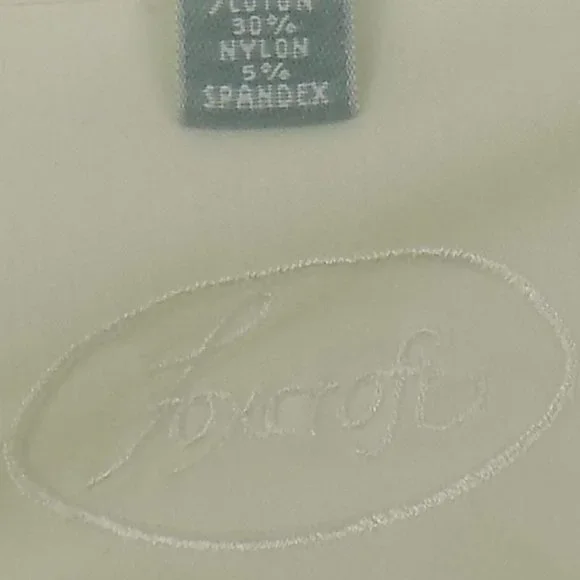 30%
NYLON
5%
SPANDEX
Foxcroft